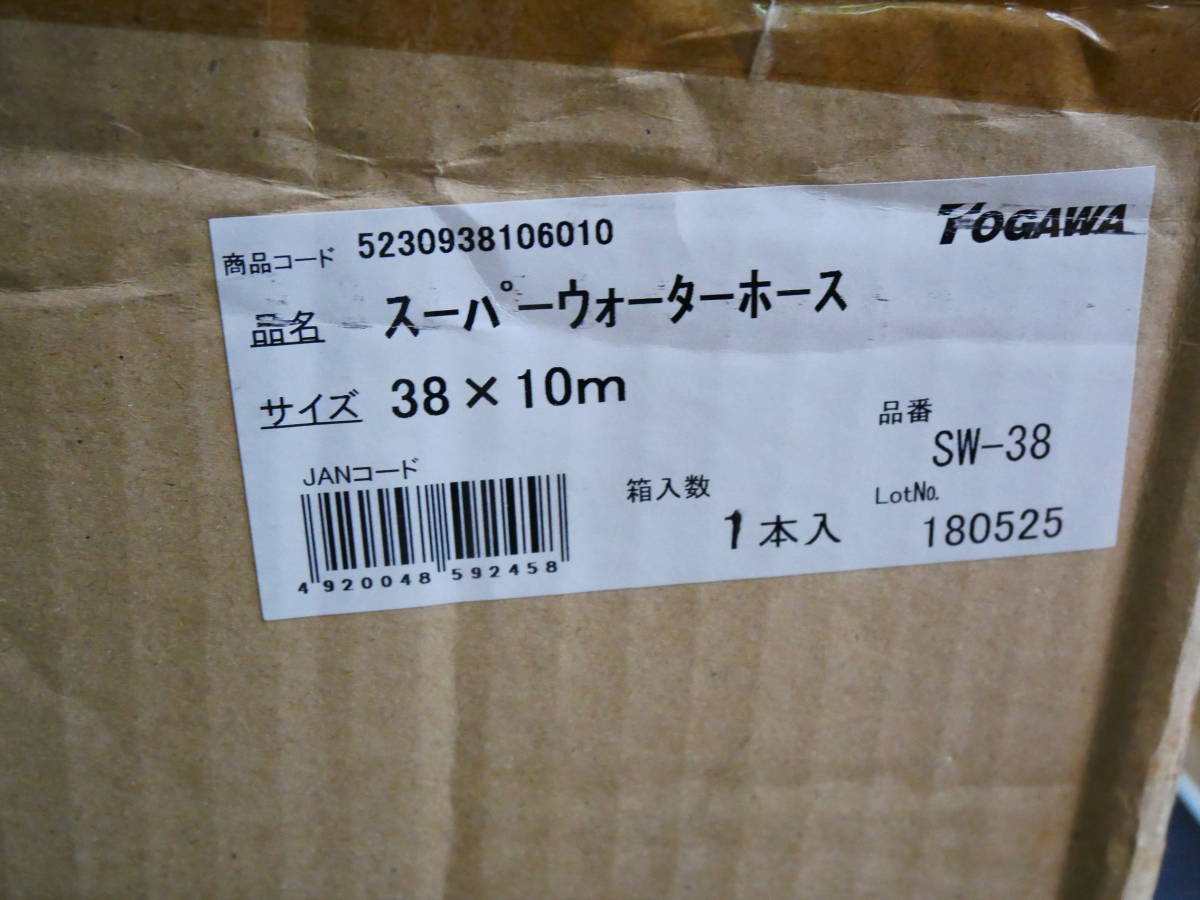 TOGAWA
商品コード 5230938106010
品名 スーパーウォーターホース
サイズ 38×10m
品番
SW-38
JANコード
箱入数
1本入
LotNo.
180525
4920048 592458